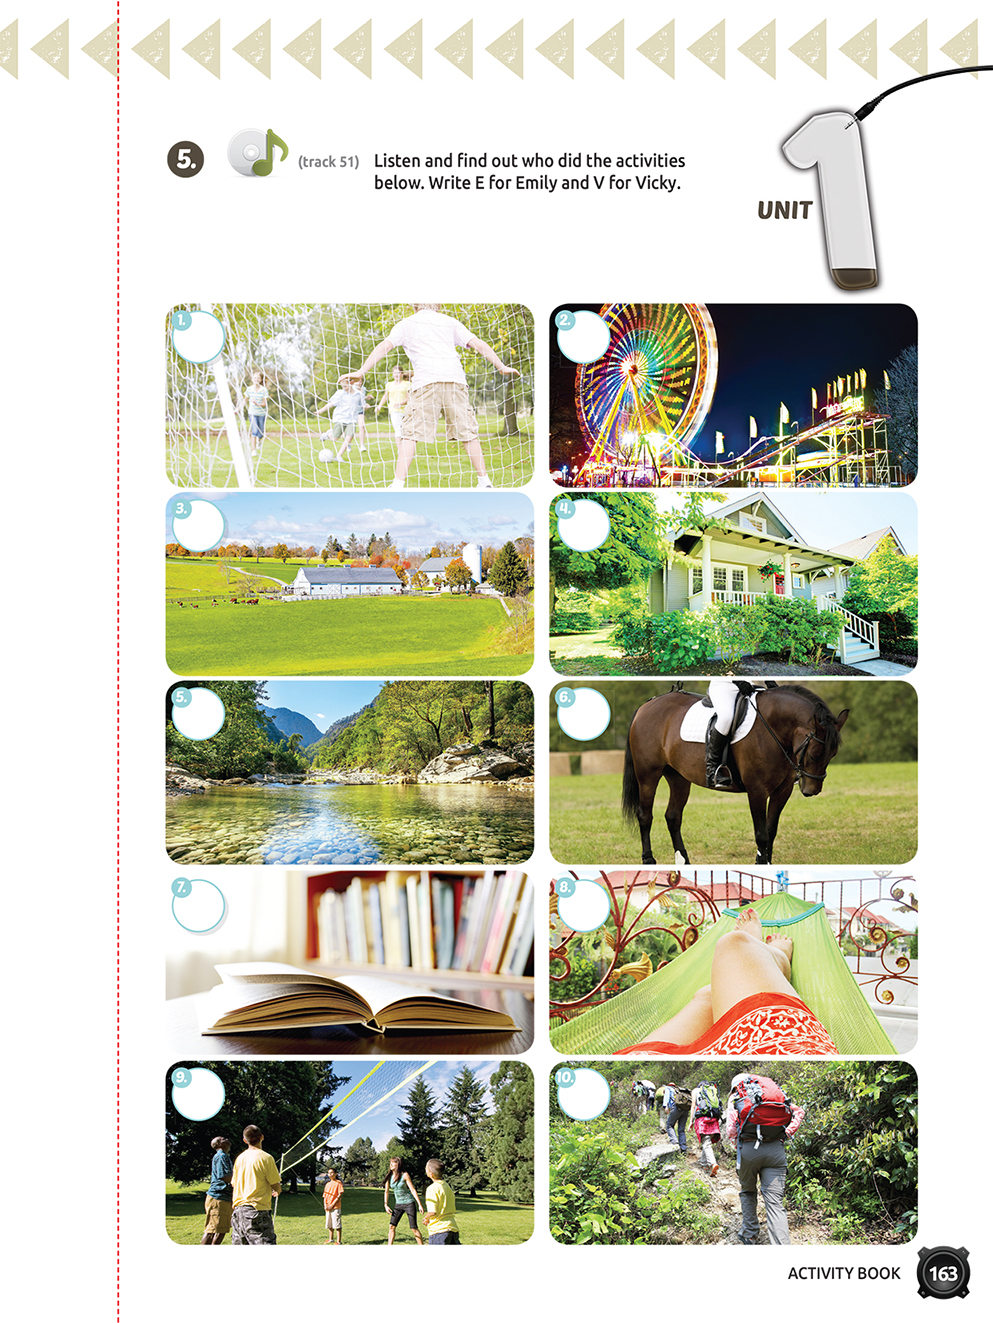 5.
(track 51)
Listen and find out who did the activities
below. Write E for Emily and V for Vicky.
UNIT
1
1.
2.
3.
4.
5.
6.
7.
8.
9.
10.
ACTIVITY BOOK
163